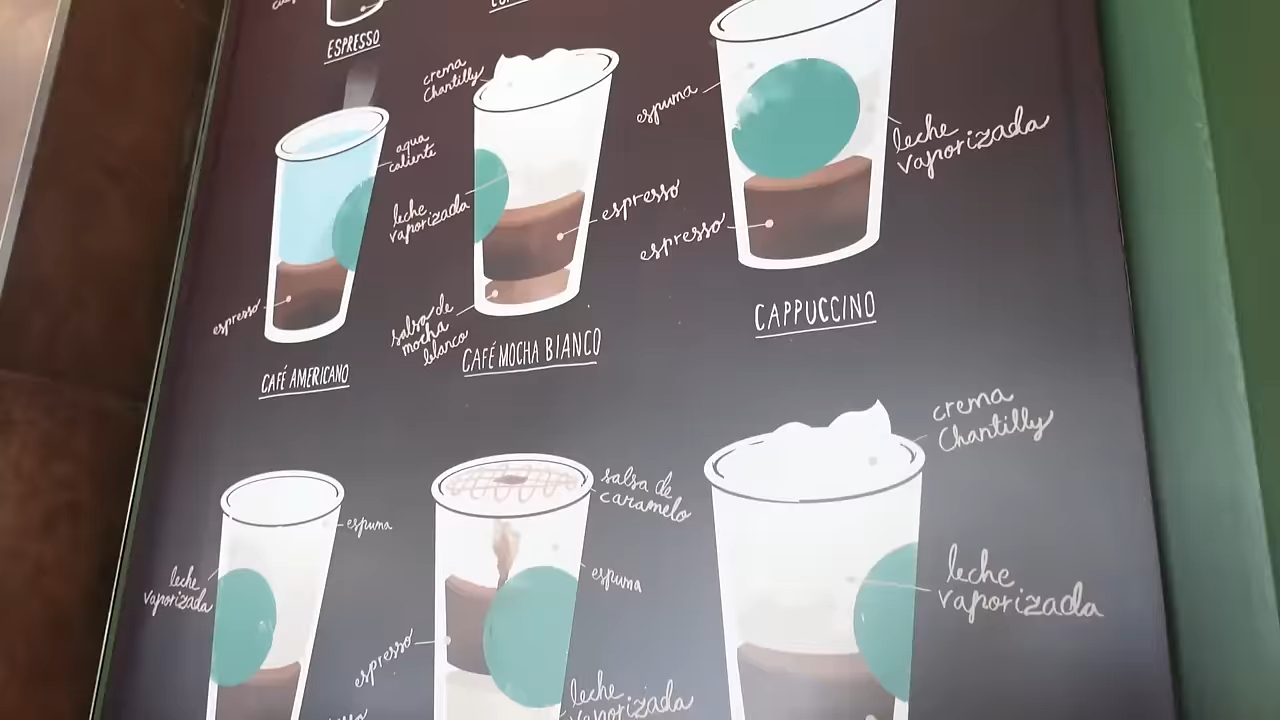 ESPRESSO
crema
Chantilly
espuma
agua
caliente
leche
vaporizada
leche
vaporizada
espresso
espresso
espresso
salsa de
mocha
blanco
CAPPUCCINO
CAFÉ MOCHA BIANCO
CAFÉ AMERICANO
crema
Chantilly
salsa de
caramelo
espuma
leche
vaporizada
espuma
leche
vaporizada
espresso
leche
vaporizada